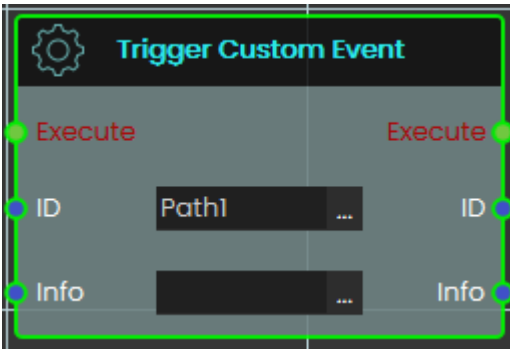 Trigger Custom Event
Execute Execute
ID Path1 ... ID
Info ... Info